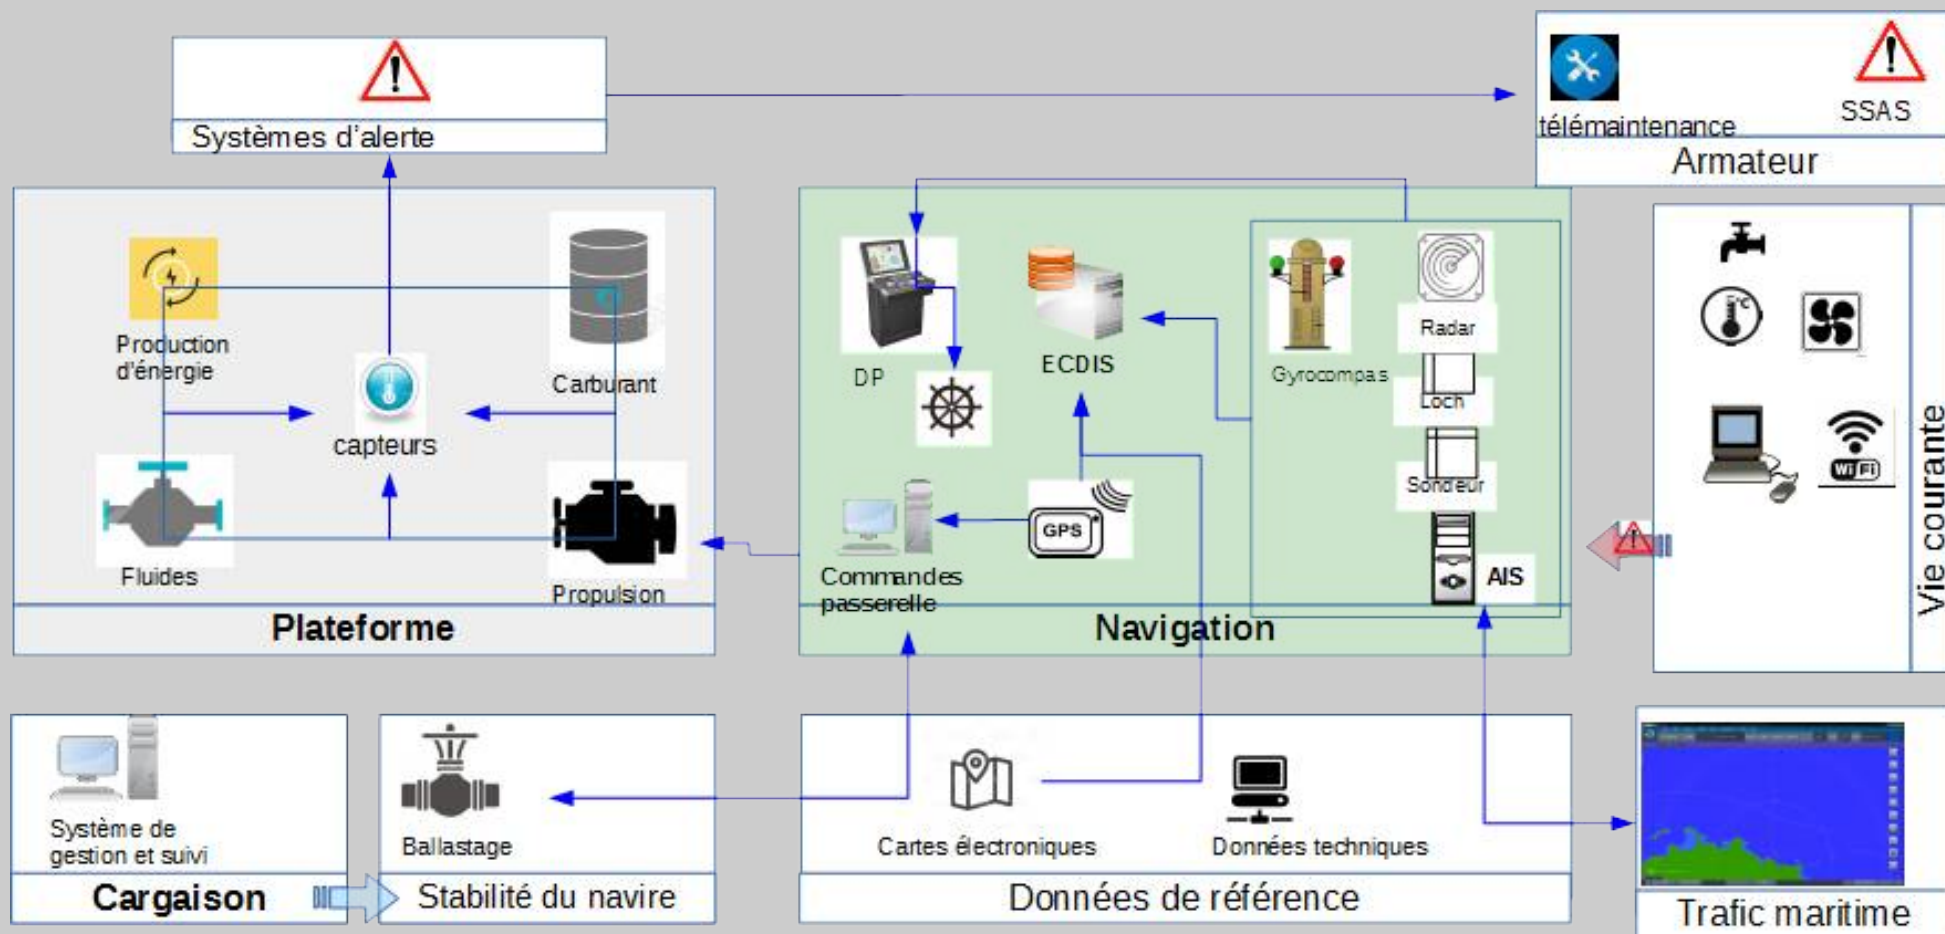 Systèmes d'alerte
télémaintenance
SSAS
Armateur
Production
d'énergie
Carburant
capteurs
Fluides
Propulsion
Plateforme
DP
ECDIS
Gyrocompas
Radar
Loch
Sondeur
AIS
GPS
Commandes
passerelle
Navigation
°C
WiFi
Vie courante
Système de
gestion et suivi
Cargaison
Ballastage
Stabilité du navire
Cartes électroniques
Données techniques
Données de référence
Trafic maritime